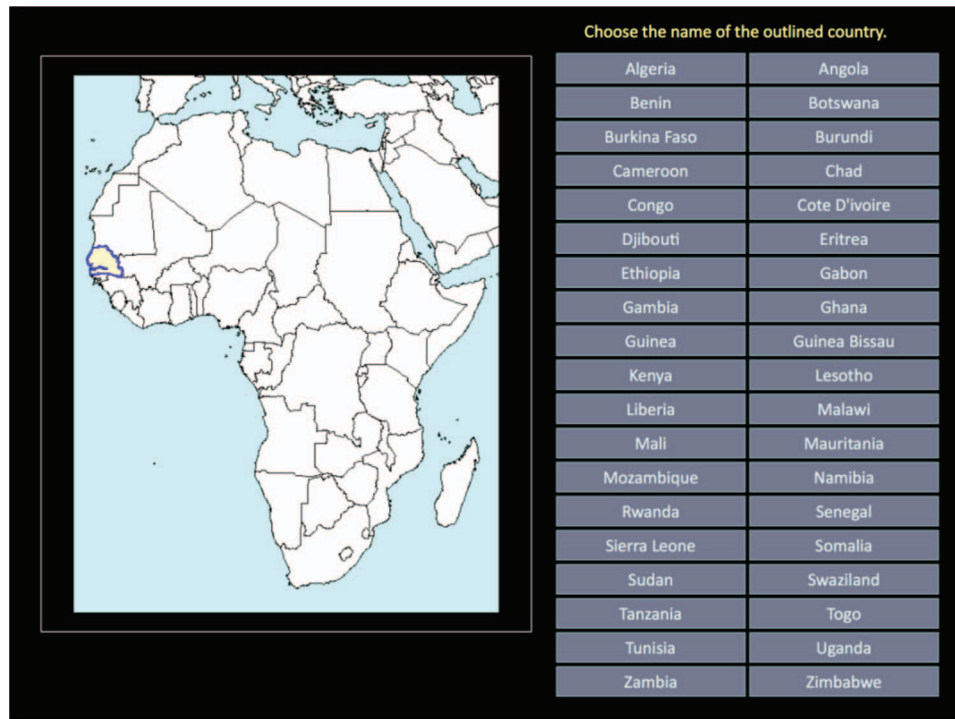 Choose the name of the outlined country.
Algeria Angola
Benin Botswana
Burkina Faso Burundi
Cameroon Chad
Congo Cote D'ivoire
Djibouti Eritrea
Ethiopia Gabon
Gambia Ghana
Guinea Guinea Bissau
Kenya Lesotho
Liberia Malawi
Mali Mauritania
Mozambique Namibia
Rwanda Senegal
Sierra Leone Somalia
Sudan Swaziland
Tanzania Togo
Tunisia Uganda
Zambia Zimbabwe